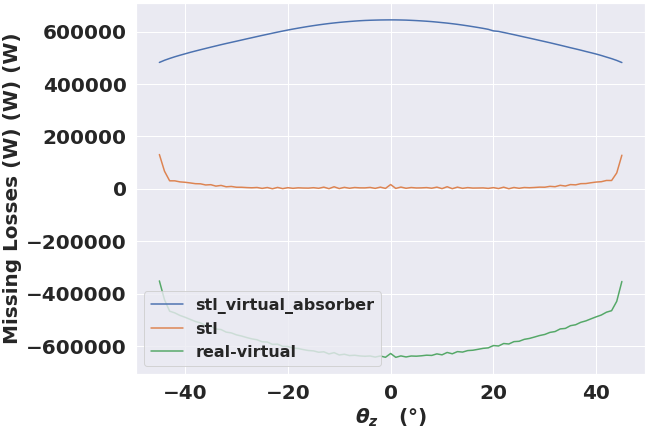 Missing Losses (W) (W) (W)
600000
400000
200000
0
−200000
−400000
−600000
stl_virtual_absorber
stl
real-virtual
−40 −20 0 20 40
θz (°)